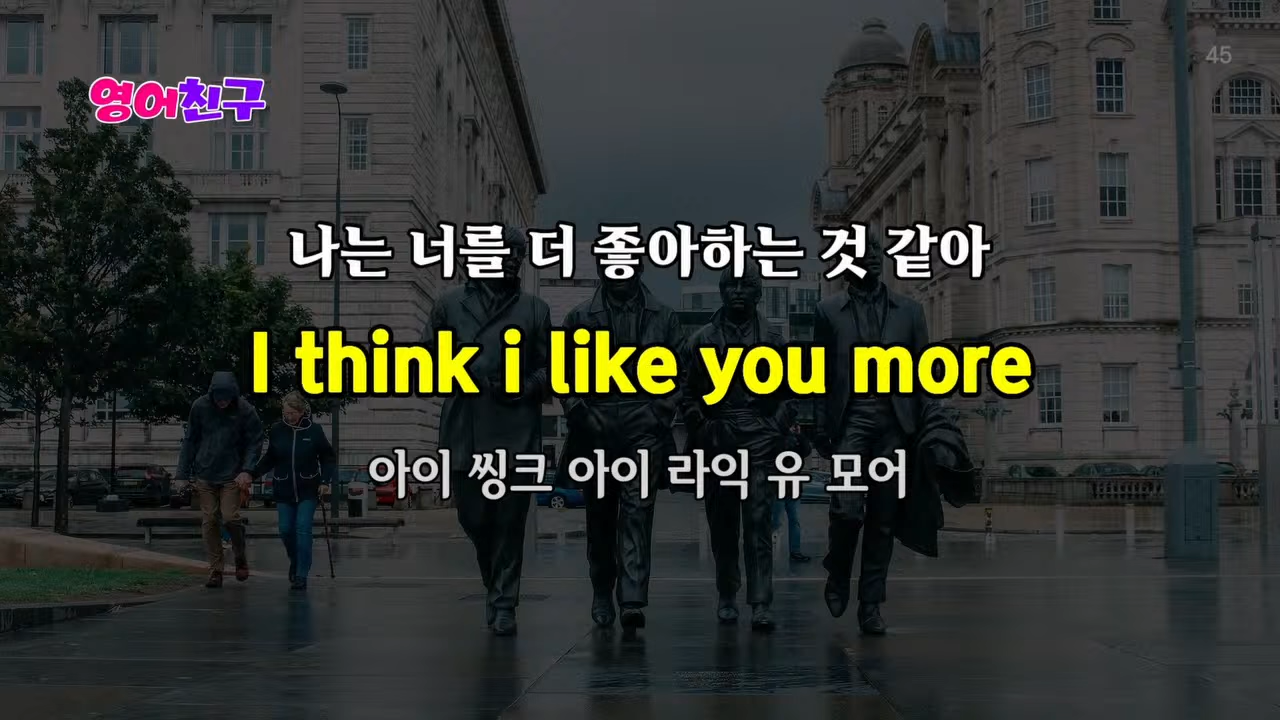 45
영어친구
나는 너를 더 좋아하는 것 같아
I think i like you more
아이 씽크 아이 라익 유 모어